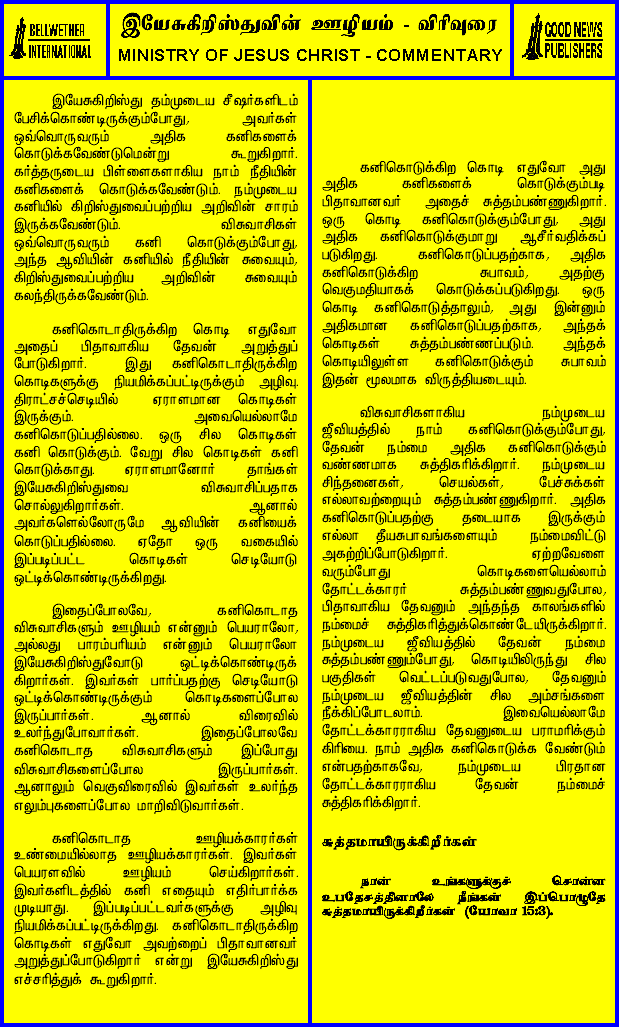 BELLWETHER
INTERNATIONAL
இயேசுகிறிஸ்துவின் ஊழியம் - விரிவுரை
MINISTRY OF JESUS CHRIST - COMMENTARY
GOOD NEWS
PUBLISHERS
இயேசுகிறிஸ்து தம்முடைய சீஷர்களிடம்
பேசிக்கொண்டிருக்கும்போது, அவர்கள்
ஒவ்வொருவரும் அதிக கனிகளைக்
கொடுக்கவேண்டுமென்று கூறுகிறார்.
கர்த்தருடைய பிள்ளைகளாகிய நாம் நீதியின்
கனிகளைக் கொடுக்கவேண்டும். நம்முடைய
கனியில் கிறிஸ்துவைப்பற்றிய அறிவின் சாரம்
இருக்கவேண்டும். விசுவாசிகள்
ஒவ்வொருவரும் கனி கொடுக்கும்போது,
அந்த ஆவியின் கனியில் நீதியின் சுவையும்,
கிறிஸ்துவைப்பற்றிய அறிவின் சுவையும்
கலந்திருக்கவேண்டும்.
கனிகொடாதிருக்கிற கொடி எதுவோ
அதைப் பிதாவாகிய தேவன் அறுத்துப்
போடுகிறார். இது கனிகொடாதிருக்கிற
கொடிகளுக்கு நியமிக்கப்பட்டிருக்கும் அழிவு.
திராட்சச்செடியில் ஏராளமான கொடிகள்
இருக்கும். அவையெல்லாமே
கனிகொடுப்பதில்லை. ஒரு சில கொடிகள்
கனி கொடுக்கும். வேறு சில கொடிகள் கனி
கொடுக்காது. ஏராளமானோர் தாங்கள்
இயேசுகிறிஸ்துவை விசுவாசிப்பதாக
சொல்லுகிறார்கள். ஆனால்
அவர்களெல்லோருமே ஆவியின் கனியைக்
கொடுப்பதில்லை. ஏதோ ஒரு வகையில்
இப்படிப்பட்ட கொடிகள் செடியோடு
ஒட்டிக்கொண்டிருக்கிறது.
இதைப்போலவே, கனிகொடாத
விசுவாசிகளும் ஊழியம் என்னும் பெயராலோ,
அல்லது பாரம்பரியம் என்னும் பெயராலோ
இயேசுகிறிஸ்துவோடு ஒட்டிக்கொண்டிருக்
கிறார்கள். இவர்கள் பார்ப்பதற்கு செடியோடு
ஒட்டிக்கொண்டிருக்கும் கொடிகளைப்போல
இருப்பார்கள். ஆனால் விரைவில்
உலர்ந்துபோவார்கள். இதைப்போலவே
கனிகொடாத விசுவாசிகளும் இப்போது
விசுவாசிகளைப்போல இருப்பார்கள்.
ஆனாலும் வெகுவிரைவில் இவர்கள் உலர்ந்த
எலும்புகளைப்போல மாறிவிடுவார்கள்.
கனிகொடாத ஊழியக்காரர்கள்
உண்மையில்லாத ஊழியக்காரர்கள். இவர்கள்
பெயரளவில் ஊழியம் செய்கிறார்கள்.
இவர்களிடத்தில் கனி எதையும் எதிர்பார்க்க
முடியாது. இப்படிப்பட்டவர்களுக்கு அழிவு
நியமிக்கப்பட்டிருக்கிறது. கனிகொடாதிருக்கிற
கொடிகள் எதுவோ அவற்றைப் பிதாவானவர்
அறுத்துப்போடுகிறார் என்று இயேசுகிறிஸ்து
எச்சரித்துக் கூறுகிறார்.
கனிகொடுக்கிற கொடி எதுவோ அது
அதிக கனிகளைக் கொடுக்கும்படி
பிதாவானவர் அதைச் சுத்தம்பண்ணுகிறார்.
ஒரு கொடி கனிகொடுக்கும்போது, அது
அதிக கனிகொடுக்குமாறு ஆசீர்வதிக்கப்
படுகிறது. கனிகொடுப்பதற்காக, அதிக
கனிகொடுக்கிற சுபாவம், அதற்கு
வெகுமதியாகக் கொடுக்கப்படுகிறது. ஒரு
கொடி கனிகொடுத்தாலும், அது இன்னும்
அதிகமான கனிகொடுப்பதற்காக, அந்தக்
கொடிகள் சுத்தம்பண்ணப்படும். அந்தக்
கொடியிலுள்ள கனிகொடுக்கும் சுபாவம்
இதன் மூலமாக விருத்தியடையும்.
விசுவாசிகளாகிய நம்முடைய
ஜீவியத்தில் நாம் கனிகொடுக்கும்போது,
தேவன் நம்மை அதிக கனிகொடுக்கும்
வண்ணமாக சுத்திகரிக்கிறார். நம்முடைய
சிந்தனைகள், செயல்கள், பேச்சுக்கள்
எல்லாவற்றையும் சுத்தம்பண்ணுகிறார். அதிக
கனிகொடுப்பதற்கு தடையாக இருக்கும்
எல்லா தீயசுபாவங்களையும் நம்மைவிட்டு
அகற்றிப்போடுகிறார். ஏற்றவேளை
வரும்போது கொடிகளையெல்லாம்
தோட்டக்காரர் சுத்தம்பண்ணுவதுபோல,
பிதாவாகிய தேவனும் அந்தந்த காலங்களில்
நம்மைச் சுத்திகரித்துக்கொண்டேயிருக்கிறார்.
நம்முடைய ஜீவியத்தில் தேவன் நம்மை
சுத்தம்பண்ணும்போது, கொடியிலிருந்து சில
பகுதிகள் வெட்டப்படுவதுபோல, தேவனும்
நம்முடைய ஜீவியத்தின் சில அம்சங்களை
நீக்கிப்போடலாம். இவையெல்லாமே
தோட்டக்காரராகிய தேவனுடைய பராமரிக்கும்
கிரியை. நாம் அதிக கனிகொடுக்க வேண்டும்
என்பதற்காகவே, நம்முடைய பிரதான
தோட்டக்காரராகிய தேவன் நம்மைச்
சுத்திகரிக்கிறார்.
சுத்தமாயிருக்கிறீர்கள்
நான் உங்களுக்குச் சொன்ன
உபதேசத்தினாலே நீங்கள் இப்பொழுதே
சுத்தமாயிருக்கிறீர்கள் (யோவா 15:3).